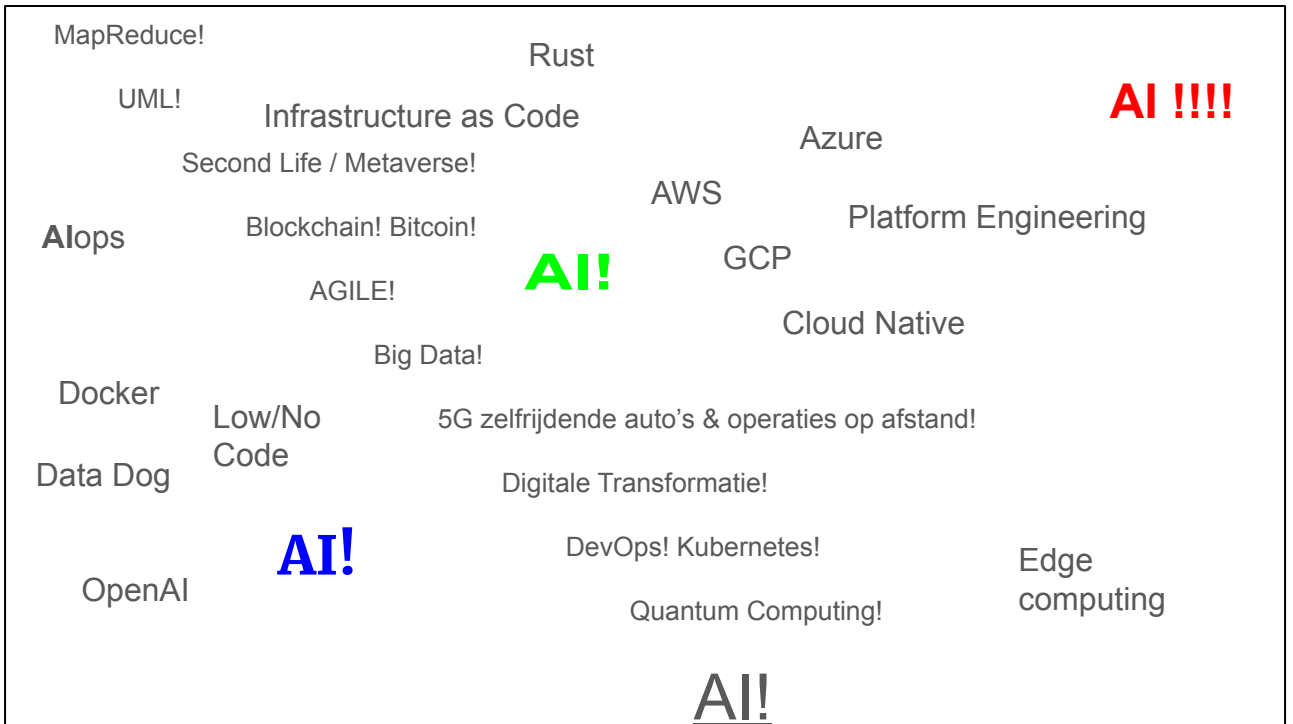 MapReduce!
Rust
UML!
AI !!!!
Infrastructure as Code
Azure
Second Life / Metaverse!
AWS
Platform Engineering
AIops
Blockchain! Bitcoin!
AI!
GCP
AGILE!
Cloud Native
Big Data!
Docker
Low/No
Code
5G zelfrijdende auto’s & operaties op afstand!
Data Dog
Digitale Transformatie!
AI!
DevOps! Kubernetes!
Edge
computing
OpenAI
Quantum Computing!
AI!